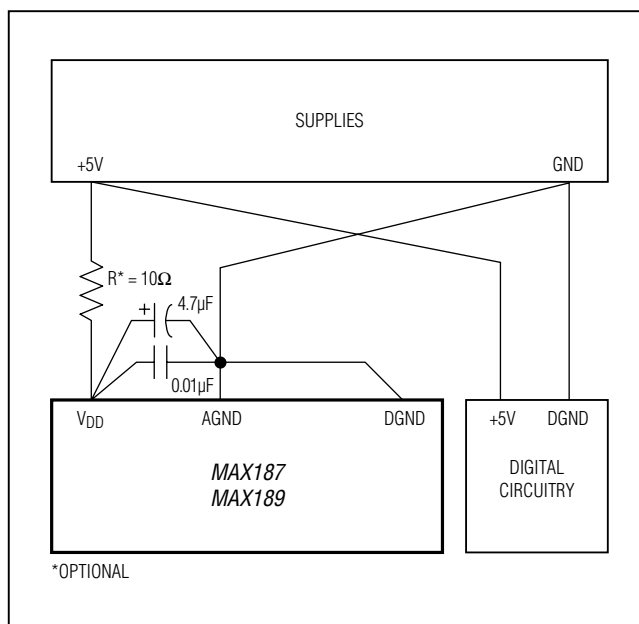 SUPPLIES
+5V GND
R* = 10Ω
+ 4.7µF
0.01µF
VDD AGND DGND
+5V DGND
MAX187
MAX189
DIGITAL
CIRCUITRY
*OPTIONAL